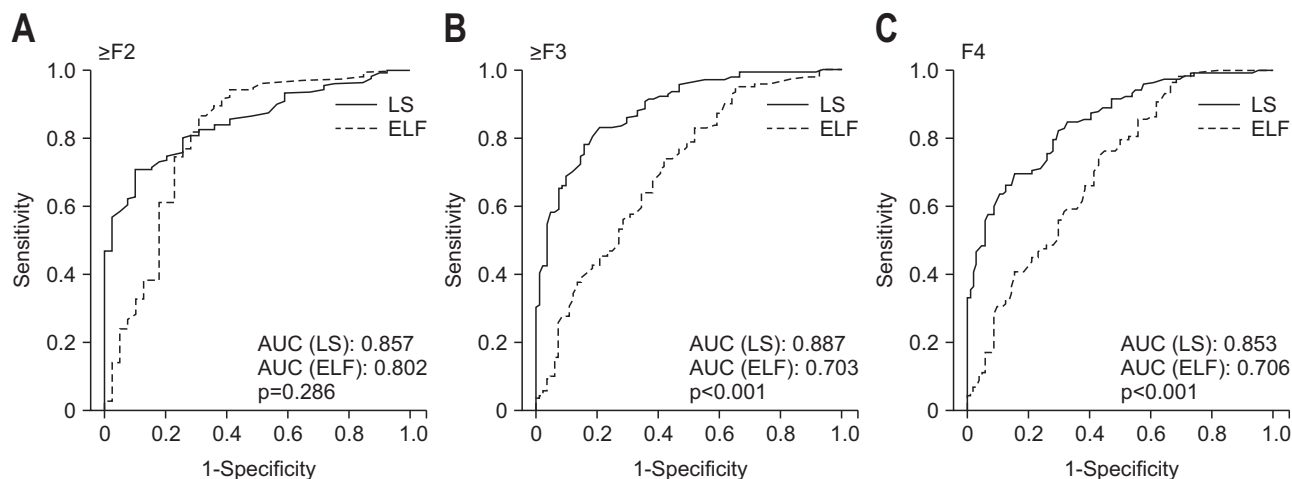 A
≥F2
1.0
0.8
0.6
0.4
0.2
0
Sensitivity
LS
ELF
AUC (LS): 0.857
AUC (ELF): 0.802
p=0.286
0 0.2 0.4 0.6 0.8 1.0
1-Specificity
B
≥F3
1.0
0.8
0.6
0.4
0.2
0
Sensitivity
LS
ELF
AUC (LS): 0.887
AUC (ELF): 0.703
p<0.001
0 0.2 0.4 0.6 0.8 1.0
1-Specificity
C
F4
1.0
0.8
0.6
0.4
0.2
0
Sensitivity
LS
ELF
AUC (LS): 0.853
AUC (ELF): 0.706
p<0.001
0 0.2 0.4 0.6 0.8 1.0
1-Specificity